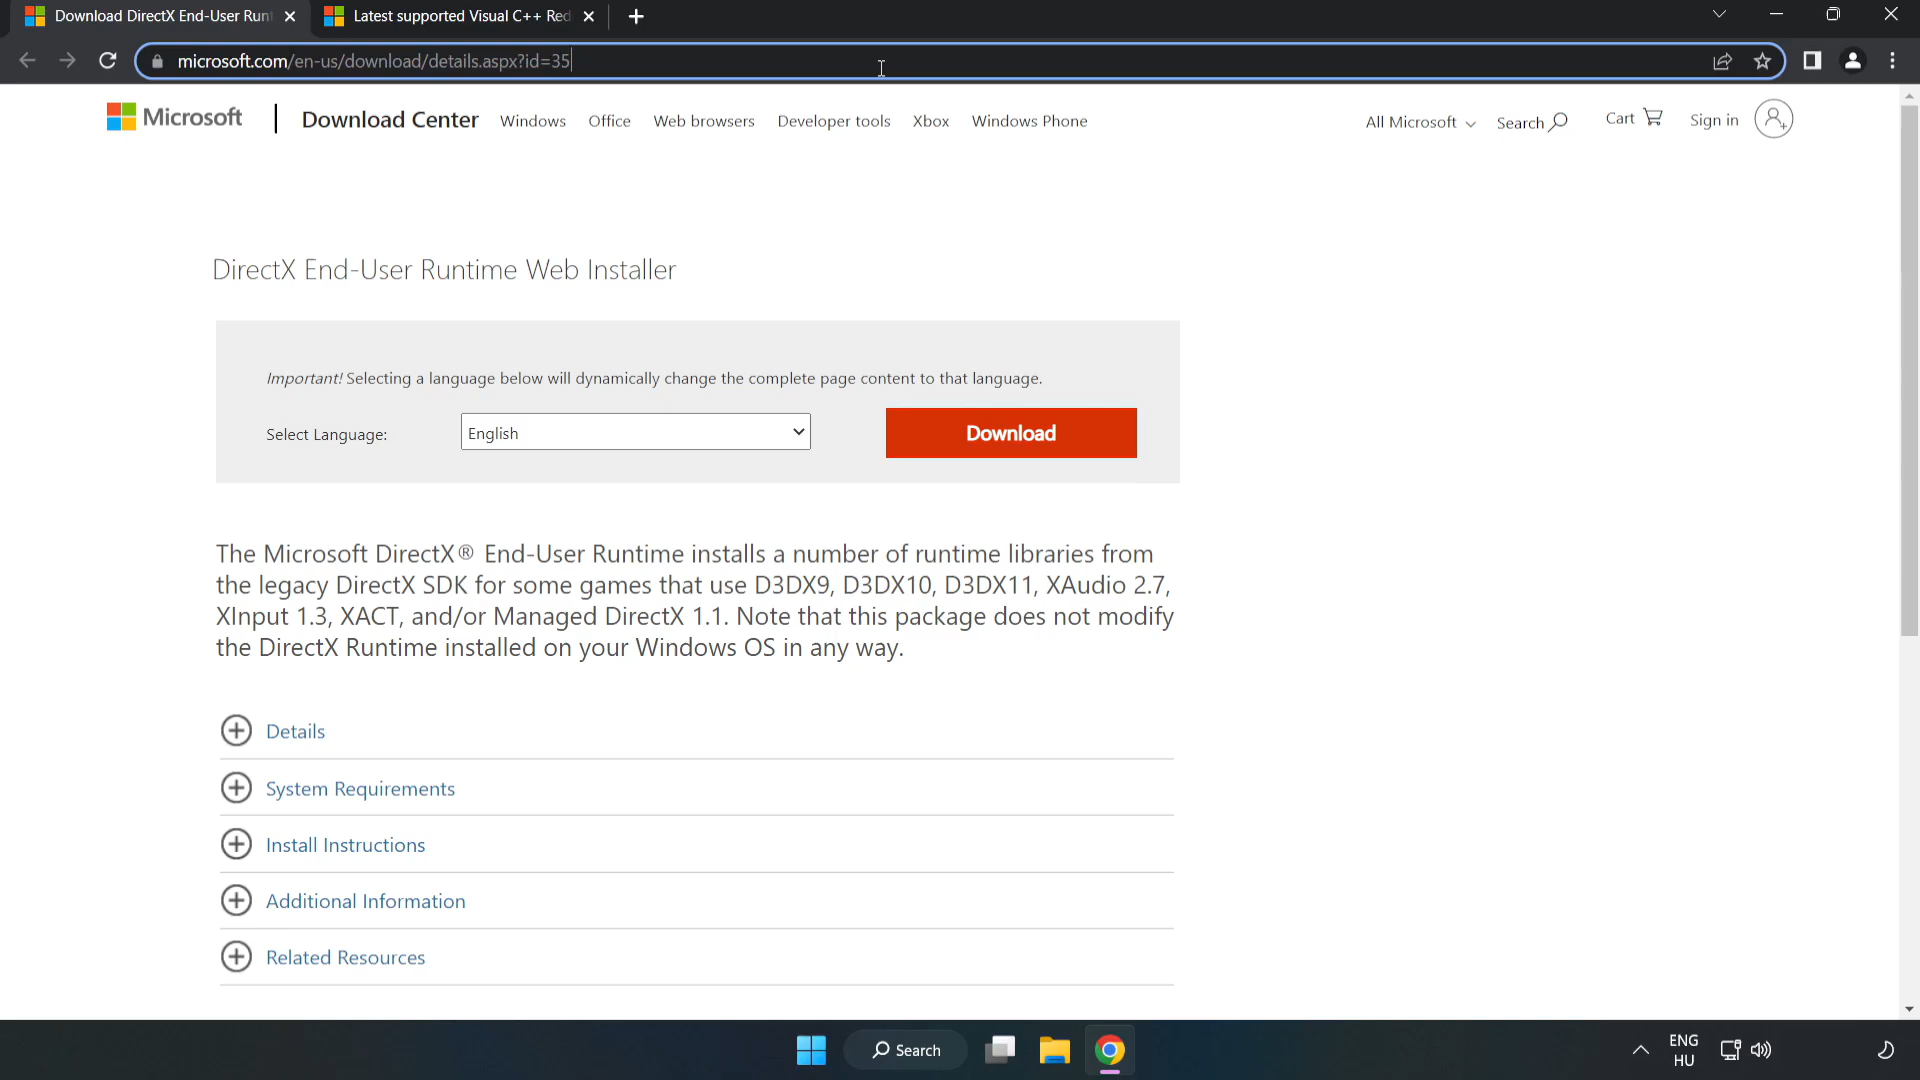 Download DirectX End-User Runt
Latest supported Visual C++ Red
microsoft.com/en-us/download/details.aspx?id=35
Microsoft
Download Center
Windows
Office
Web browsers
Developer tools
Xbox
Windows Phone
All Microsoft
Search
Cart
Sign in
DirectX End-User Runtime Web Installer
Important! Selecting a language below will dynamically change the complete page content to that language.
Select Language:
English
Download
The Microsoft DirectX® End-User Runtime installs a number of runtime libraries from
the legacy DirectX SDK for some games that use D3DX9, D3DX10, D3DX11, XAudio 2.7,
XInput 1.3, XACT, and/or Managed DirectX 1.1. Note that this package does not modify
the DirectX Runtime installed on your Windows OS in any way.
Details
System Requirements
Install Instructions
Additional Information
Related Resources
Search
ENG
HU